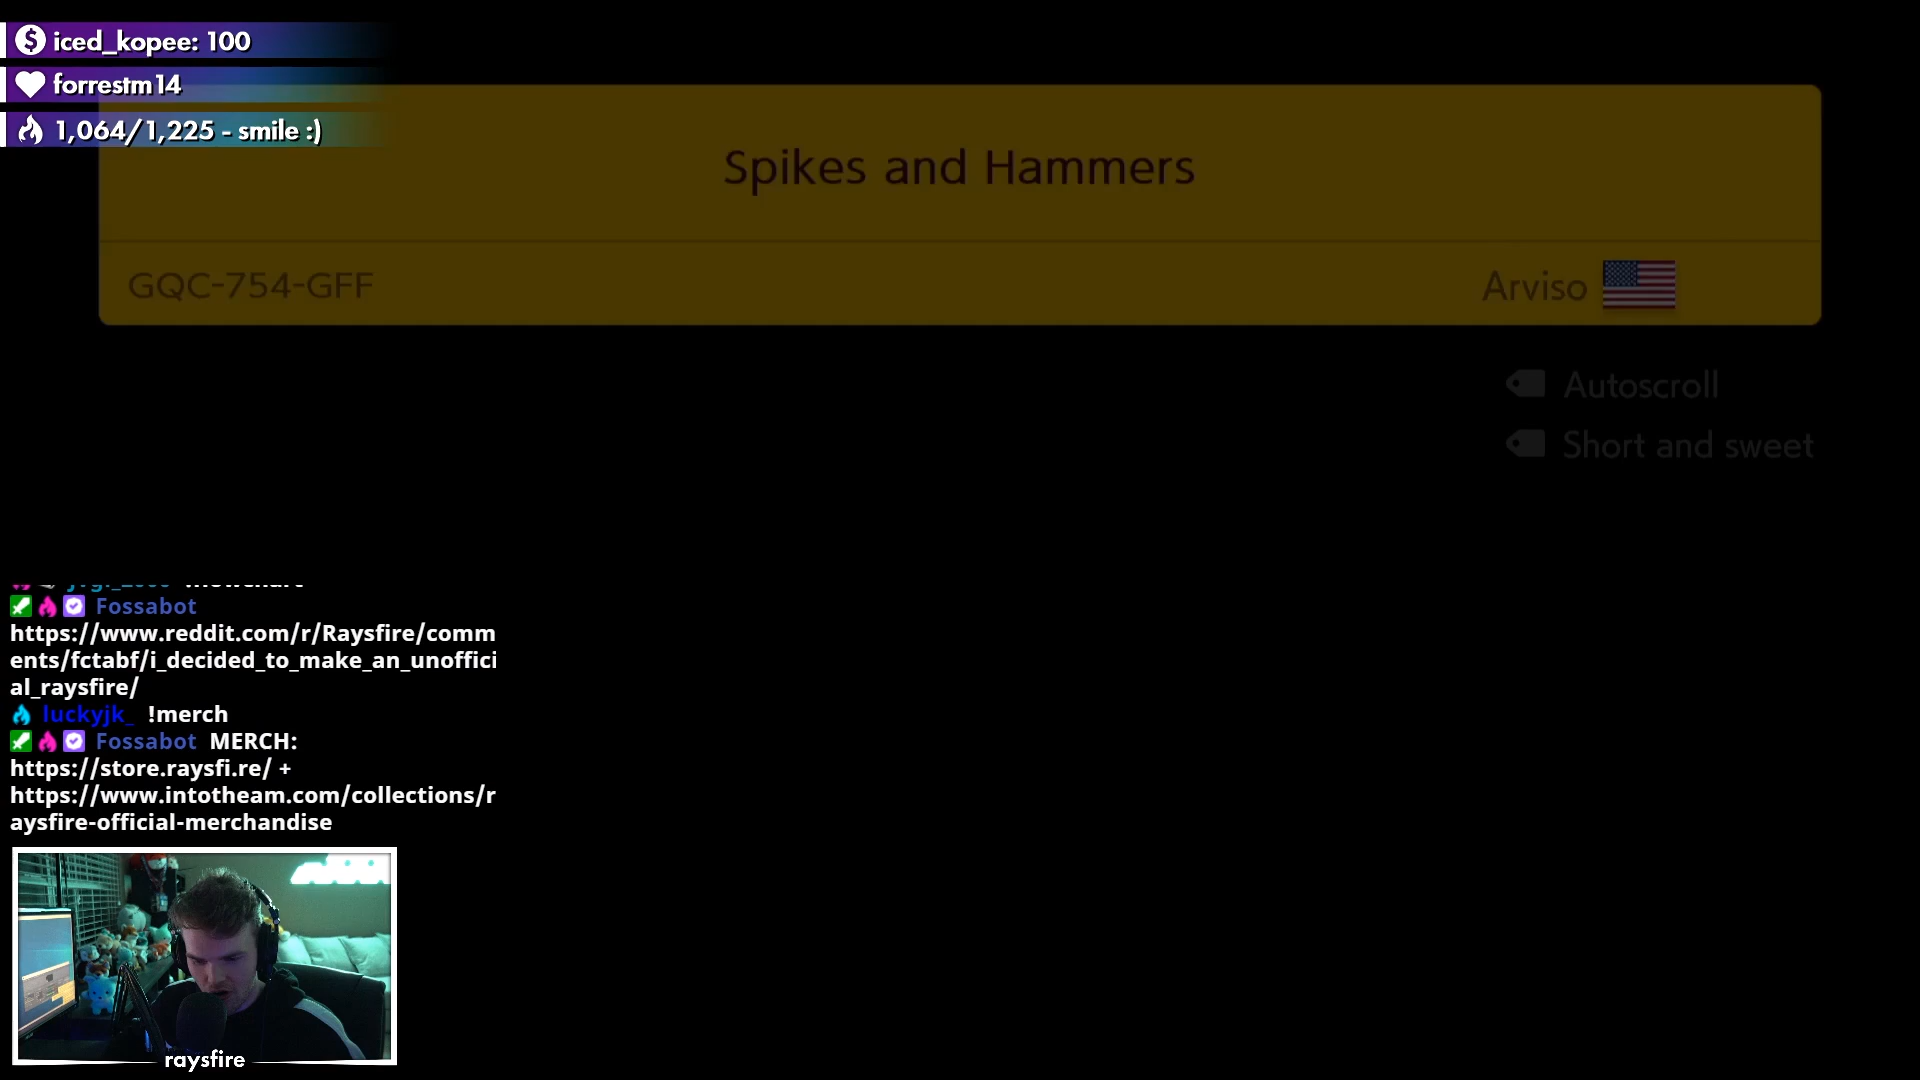 iced_kopee: 100
forrestm14
1,064/1,225 - smile :)
Spikes and Hammers
GQC-754-GFF
Arviso
Autoscroll
Short and sweet
Fossabot
https://www.reddit.com/r/Raysfire/comm
ents/fctabf/i_decided_to_make_an_unoffici
al_raysfire/
luckyjk_ !merch
Fossabot MERCH:
https://store.raysfi.re/ +
https://www.intotheam.com/collections/r
aysfire-official-merchandise
raysfire